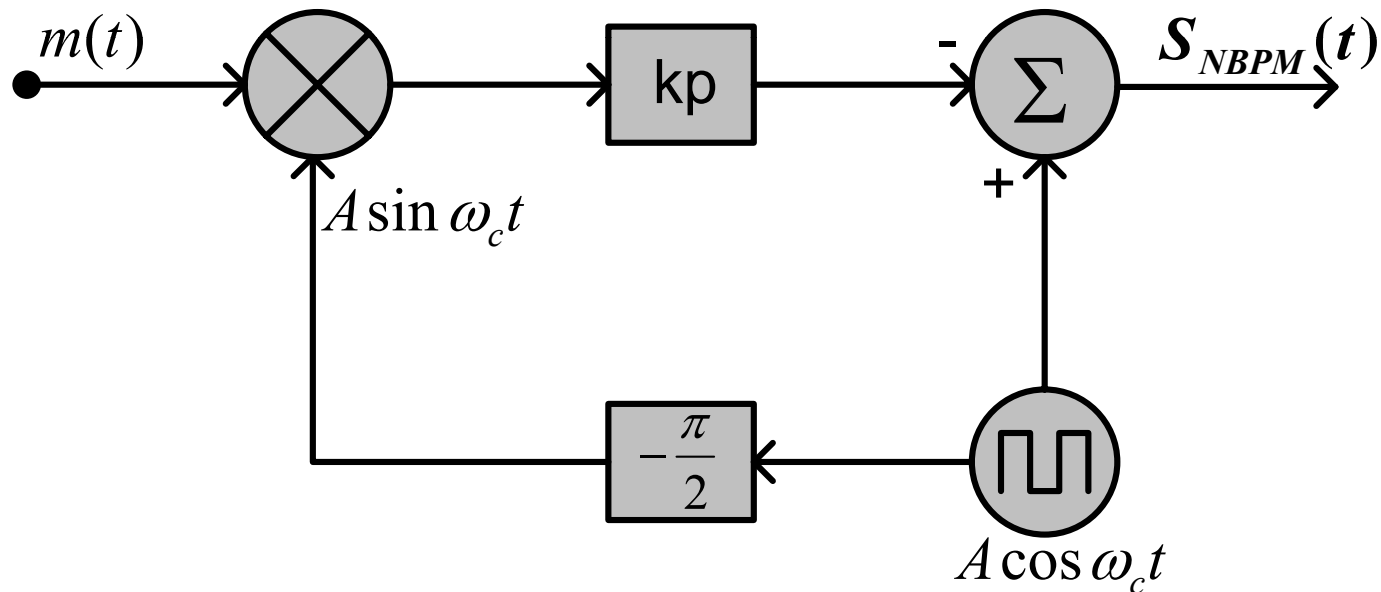 m(t)
kp
-
Σ
S_NBPM(t)
+
A sin ω_c t
−π/2
A cos ω_c t